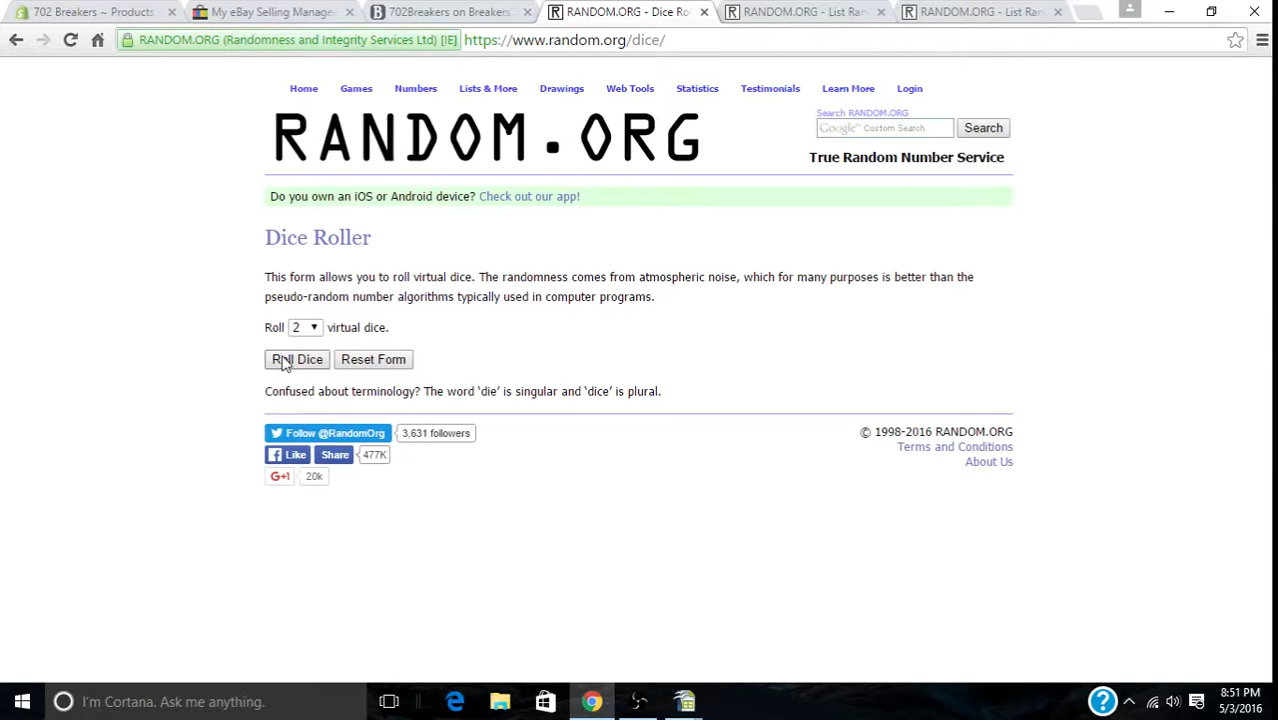 702 Breakers ~ Products
My eBay Selling Manage
702Breakers on Breakers.
RANDOM.ORG - Dice Ro
RANDOM.ORG - List Ran
RANDOM.ORG - List Ran
RANDOM.ORG (Randomness and Integrity Services Ltd) [IE] https://www.random.org/dice/
Home Games Numbers Lists & More Drawings Web Tools Statistics Testimonials Learn More Login
RANDOM.ORG
Search RANDOM.ORG
Google™ Custom Search Search
True Random Number Service
Do you own an iOS or Android device? Check out our app!
Dice Roller
This form allows you to roll virtual dice. The randomness comes from atmospheric noise, which for many purposes is better than the
pseudo-random number algorithms typically used in computer programs.
Roll 2 virtual dice.
Roll Dice Reset Form
Confused about terminology? The word ‘die’ is singular and ‘dice’ is plural.
Follow @RandomOrg 3,631 followers
Like Share 477K
G+1 20k
© 1998-2016 RANDOM.ORG
Terms and Conditions
About Us
I'm Cortana. Ask me anything.
8:51 PM
5/3/2016